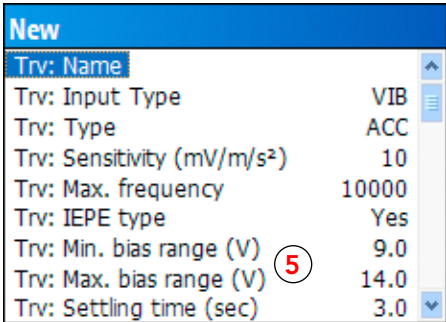 New
Trv: Name
Trv: Input Type VIB
Trv: Type ACC
Trv: Sensitivity (mV/m/s²) 10
Trv: Max. frequency 10000
Trv: IEPE type Yes
Trv: Min. bias range (V) 9.0
5
Trv: Max. bias range (V) 14.0
Trv: Settling time (sec) 3.0